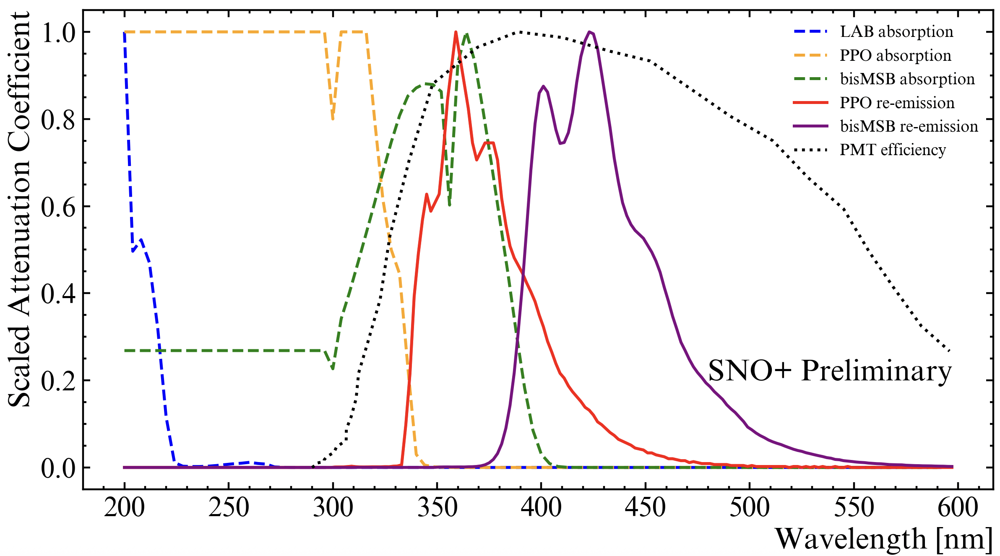 Scaled Attenuation Coefficient
1.0
0.8
0.6
0.4
0.2
0.0
LAB absorption
PPO absorption
bisMSB absorption
PPO re-emission
bisMSB re-emission
PMT efficiency
SNO+ Preliminary
200 250 300 350 400 450 500 550 600
Wavelength [nm]